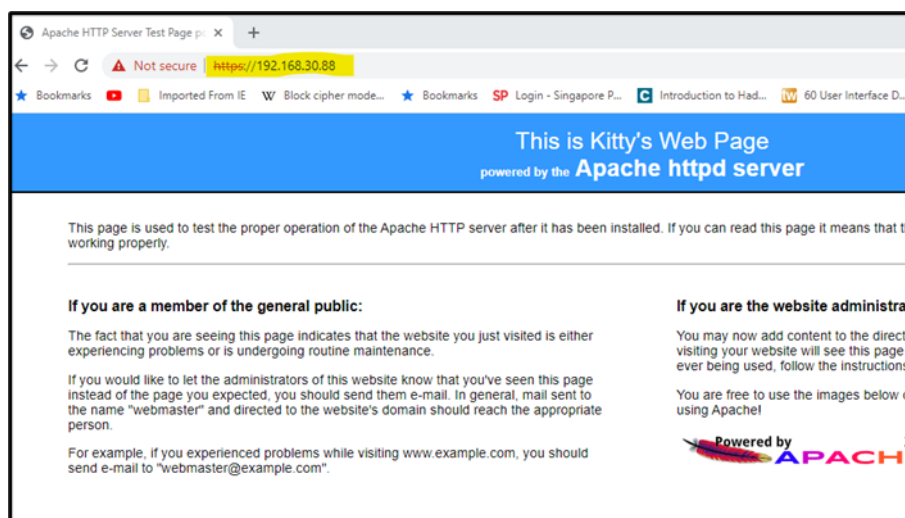 Apache HTTP Server Test Page p
Not secure https://192.168.30.88
Bookmarks Imported From IE W Block cipher mode... Bookmarks SP Login - Singapore P... C Introduction to Had... tw 60 User Interface D...
This is Kitty's Web Page
powered by the Apache httpd server
This page is used to test the proper operation of the Apache HTTP server after it has been installed. If you can read this page it means that
working properly.
If you are a member of the general public:
The fact that you are seeing this page indicates that the website you just visited is either
experiencing problems or is undergoing routine maintenance.
If you would like to let the administrators of this website know that you've seen this page
instead of the page you expected, you should send them e-mail. In general, mail sent to
the name "webmaster" and directed to the website's domain should reach the appropriate
person.
For example, if you experienced problems while visiting www.example.com, you should
send e-mail to "webmaster@example.com".
If you are the website administra
You may now add content to the direct
visiting your website will see this page
ever being used, follow the instructions
You are free to use the images below
using Apache!
Powered by
APACH